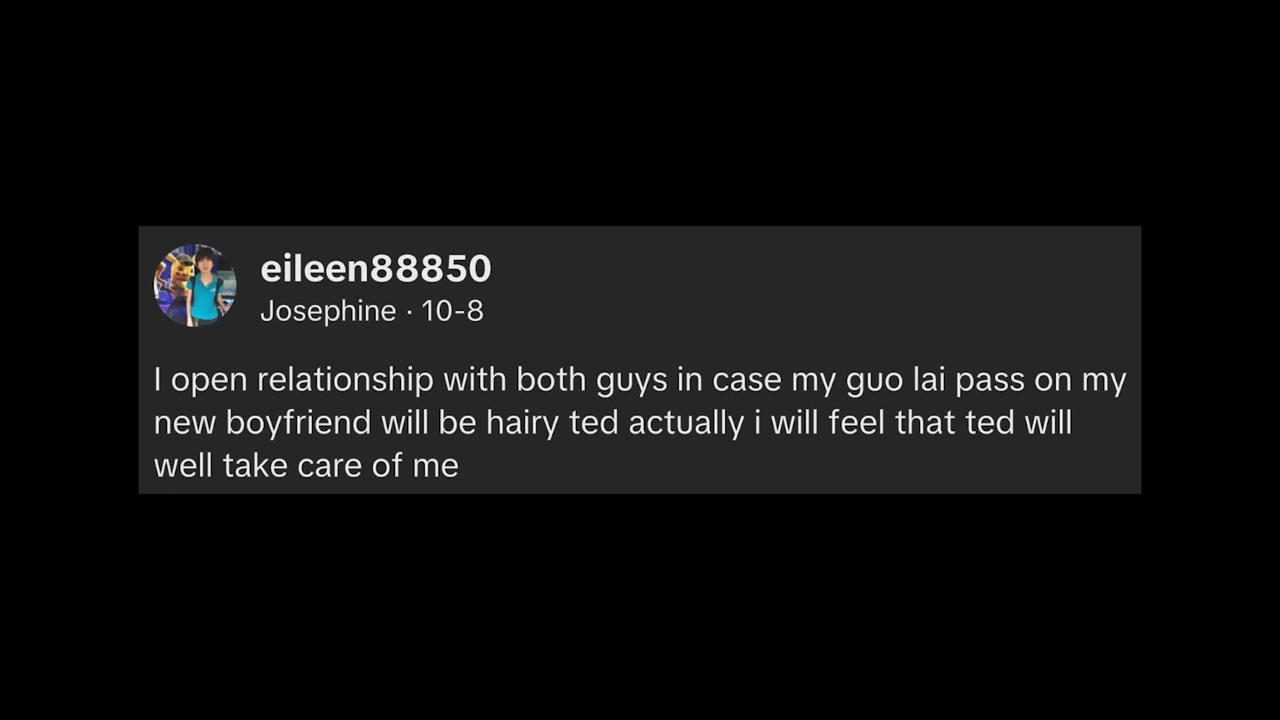 eileen88850
Josephine · 10-8
I open relationship with both guys in case my guo lai pass on my
new boyfriend will be hairy ted actually i will feel that ted will
well take care of me